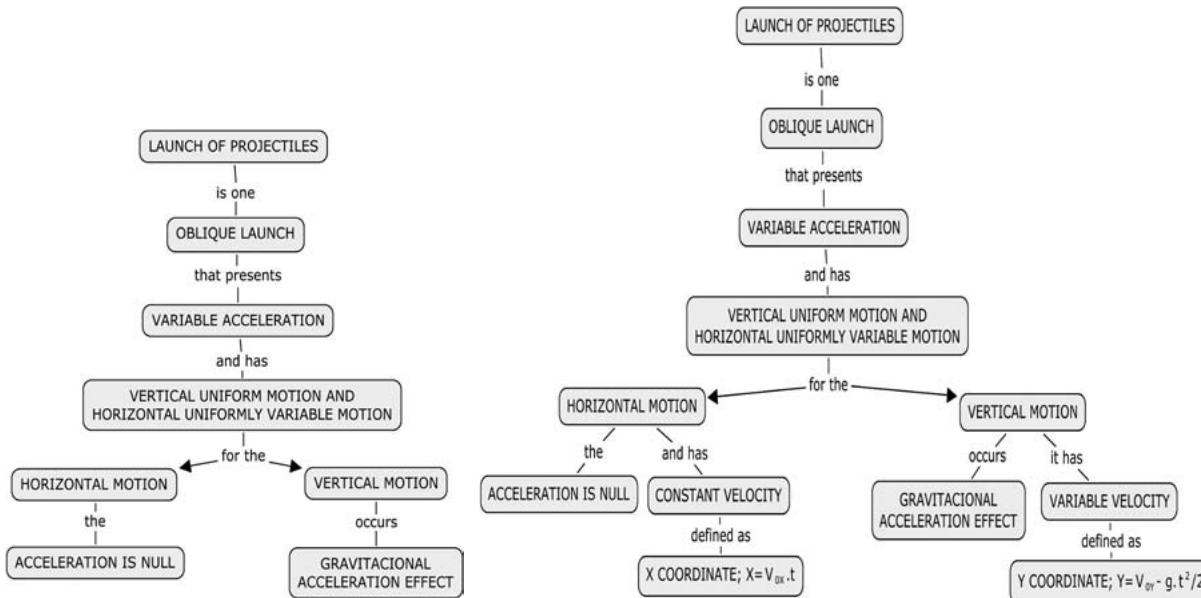 LAUNCH OF PROJECTILES
is one
OBLIQUE LAUNCH
that presents
VARIABLE ACCELERATION
and has
VERTICAL UNIFORM MOTION AND
HORIZONTAL UNIFORMLY VARIABLE MOTION
for the
HORIZONTAL MOTION
VERTICAL MOTION
the
occurs
ACCELERATION IS NULL
GRAVITACIONAL
ACCELERATION EFFECT
LAUNCH OF PROJECTILES
is one
OBLIQUE LAUNCH
that presents
VARIABLE ACCELERATION
and has
VERTICAL UNIFORM MOTION AND
HORIZONTAL UNIFORMLY VARIABLE MOTION
for the
HORIZONTAL MOTION
VERTICAL MOTION
the
and has
occurs
it has
ACCELERATION IS NULL
CONSTANT VELOCITY
GRAVITACIONAL
ACCELERATION EFFECT
VARIABLE VELOCITY
defined as
defined as
X COORDINATE; X=V₀ₓ.t
Y COORDINATE; Y=V₀Y - g.t²/2